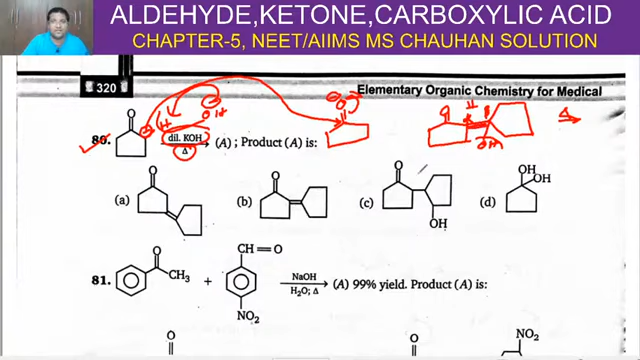 ALDEHYDE,KETONE,CARBOXYLIC ACID
CHAPTER-5, NEET/AIIMS MS CHAUHAN SOLUTION
320
Elementary Organic Chemistry for Medical
O
80. dil. KOH Δ (A) ; Product (A) is:
O H
H
O
O H
OH
Δ
(a) O
(b) O
(c) O OH
(d) OH OH
81. O CH₃ + CH=O NO₂ NaOH H₂O; Δ (A) 99% yield. Product (A) is:
O
O
NO₂